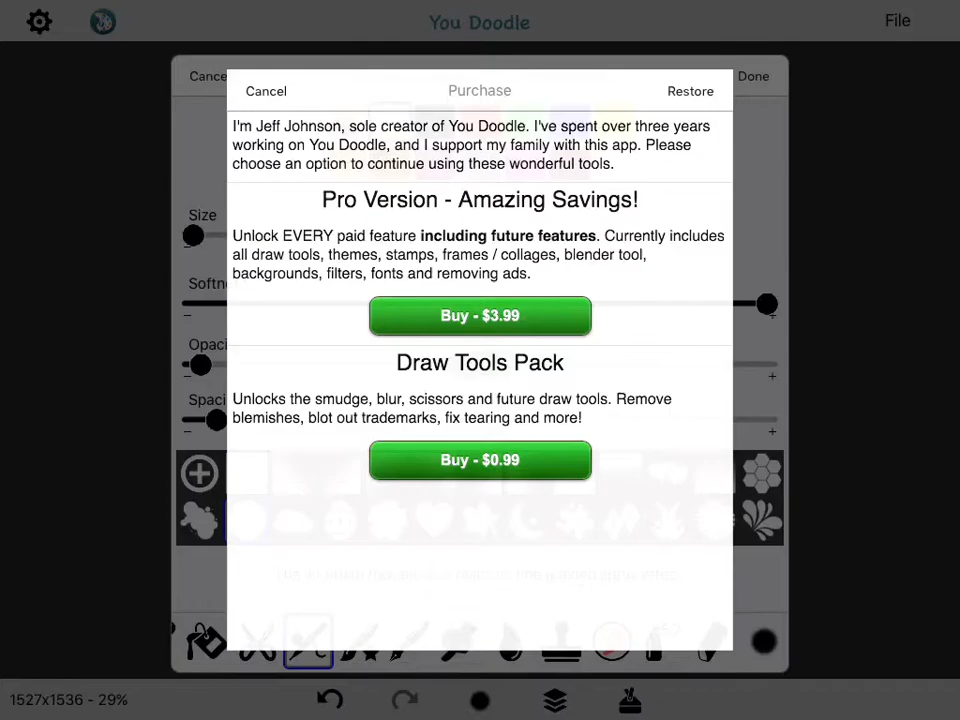 You Doodle
File
Cance
Done
Cancel
Purchase
Restore
I'm Jeff Johnson, sole creator of You Doodle. I've spent over three years
working on You Doodle, and I support my family with this app. Please
choose an option to continue using these wonderful tools.
Pro Version - Amazing Savings!
Unlock EVERY paid feature including future features. Currently includes
all draw tools, themes, stamps, frames / collages, blender tool,
backgrounds, filters, fonts and removing ads.
Buy - $3.99
Draw Tools Pack
Unlocks the smudge, blur, scissors and future draw tools. Remove
blemishes, blot out trademarks, fix tearing and more!
Buy - $0.99
Size
Softn
Opaci
Spaci
1527x1536 - 29%